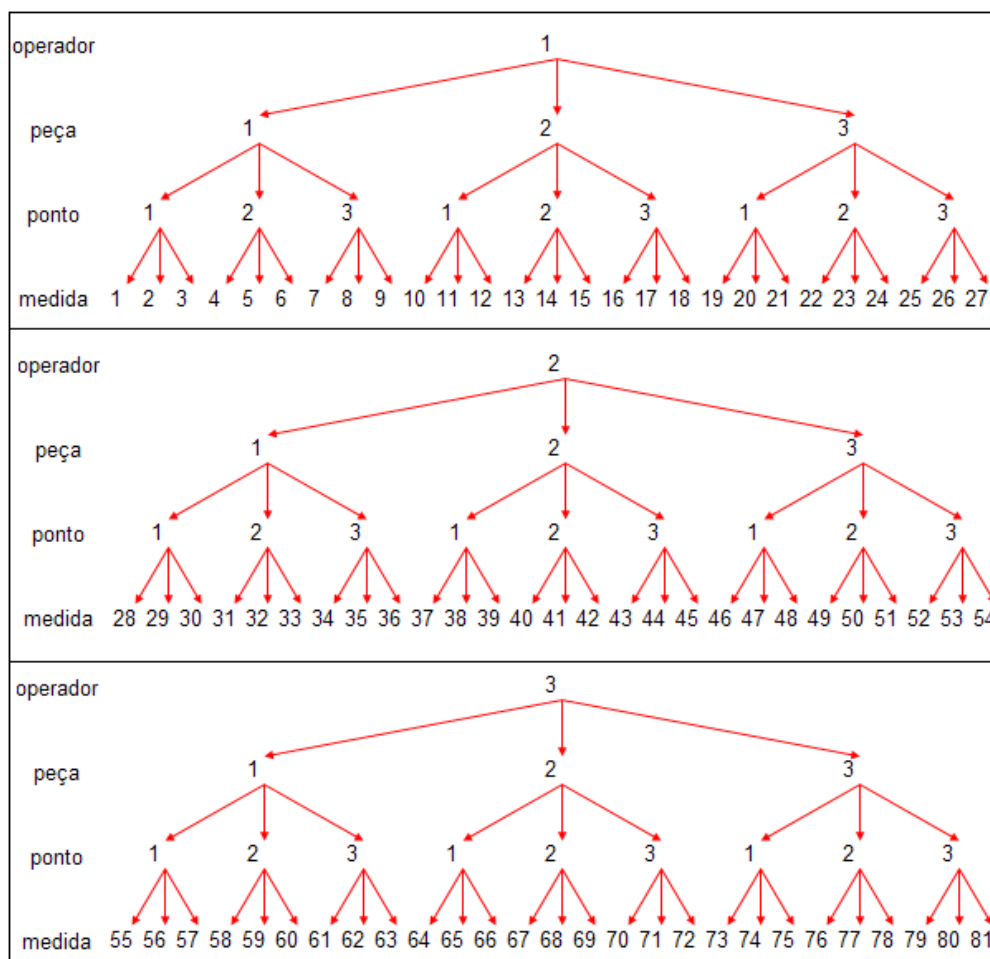 operador 1
peça 1 2 3
ponto 1 2 3 1 2 3 1 2 3
medida 1 2 3 4 5 6 7 8 9 10 11 12 13 14 15 16 17 18 19 20 21 22 23 24 25 26 27
operador 2
peça 1 2 3
ponto 1 2 3 1 2 3 1 2 3
medida 28 29 30 31 32 33 34 35 36 37 38 39 40 41 42 43 44 45 46 47 48 49 50 51 52 53 54
operador 3
peça 1 2 3
ponto 1 2 3 1 2 3 1 2 3
medida 55 56 57 58 59 60 61 62 63 64 65 66 67 68 69 70 71 72 73 74 75 76 77 78 79 80 81